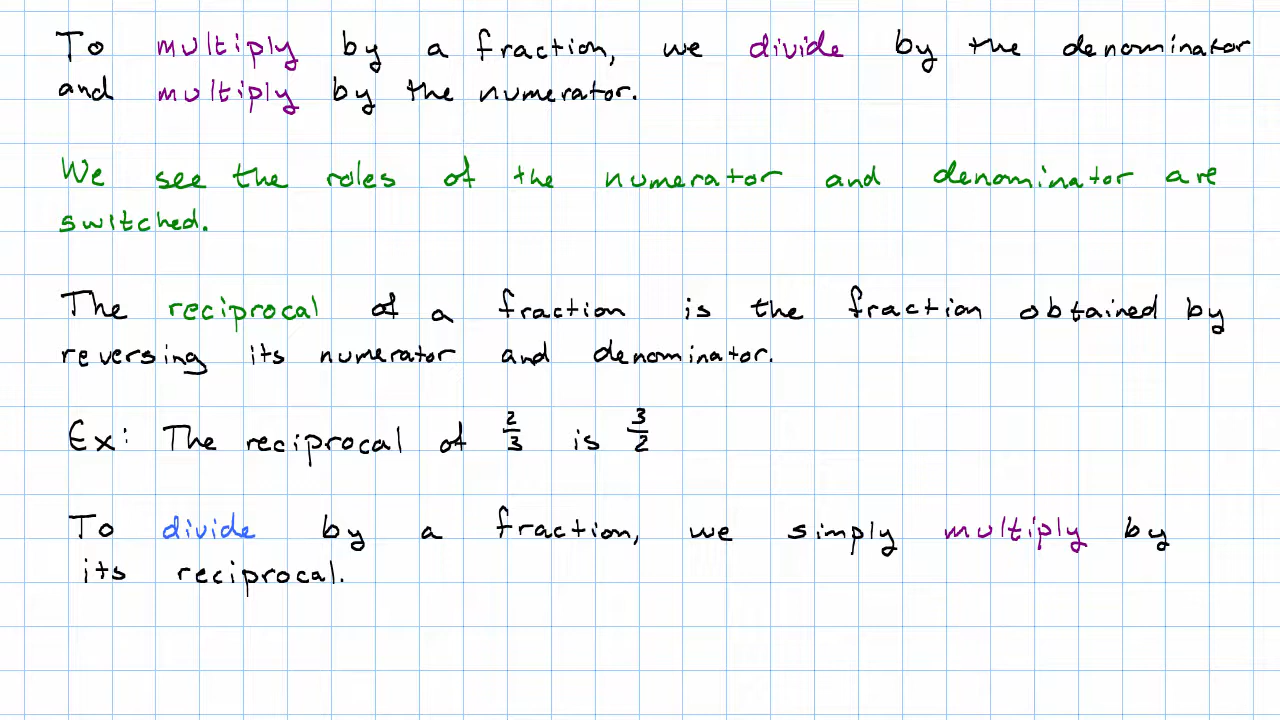 To multiply by a fraction, we divide by the denominator
and multiply by the numerator.
We see the roles of the numerator and denominator are
switched.
The reciprocal of a fraction is the fraction obtained by
reversing its numerator and denominator.
Ex: The reciprocal of 2/3 is 3/2
To divide by a fraction, we simply multiply by
its reciprocal.